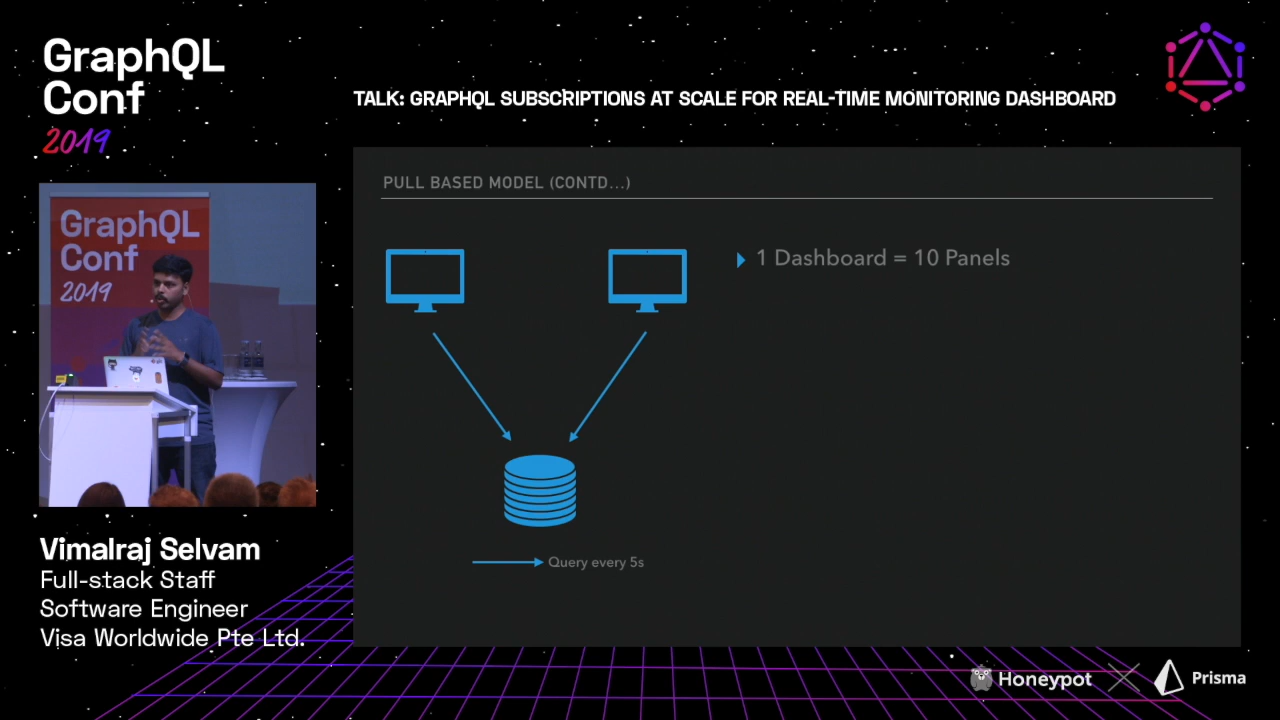 GraphQL
Conf
2019
TALK: GRAPHQL SUBSCRIPTIONS AT SCALE FOR REAL-TIME MONITORING DASHBOARD
PULL BASED MODEL (CONTD...)
1 Dashboard = 10 Panels
Query every 5s
GraphQL
Conf
2019
Vimalraj Selvam
Full-stack Staff
Software Engineer
Visa Worldwide Pte Ltd.
Honeypot
Prisma